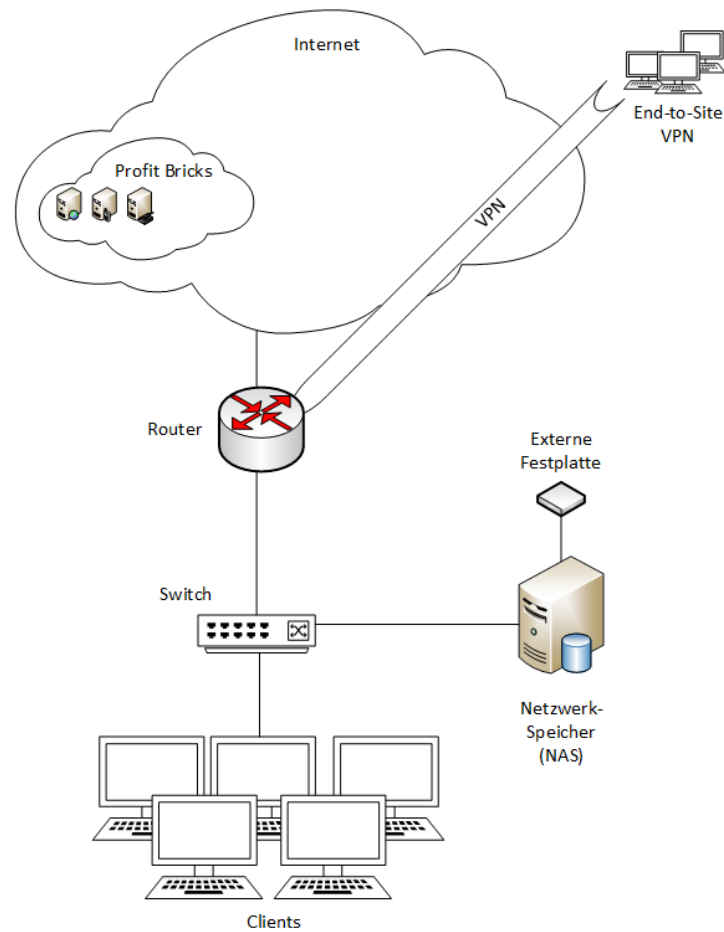 Internet
End-to-Site
VPN
Profit Bricks
VPN
Router
Externe
Festplatte
Switch
Netzwerk-
Speicher
(NAS)
Clients